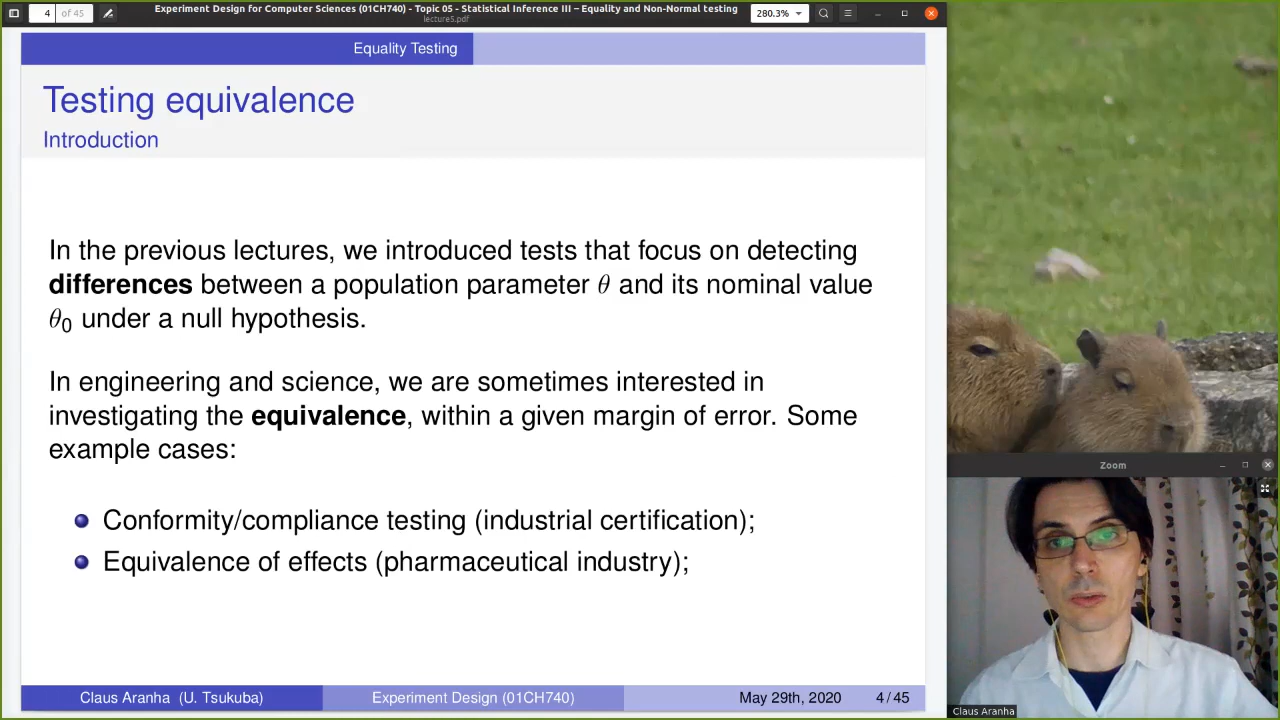 4 of 45
Experiment Design for Computer Sciences (01CH740) - Topic 05 - Statistical Inference III – Equality and Non-Normal testing
lecture5.pdf
280.3%
Equality Testing
Testing equivalence
Introduction
In the previous lectures, we introduced tests that focus on detecting
differences between a population parameter θ and its nominal value
θ₀ under a null hypothesis.
In engineering and science, we are sometimes interested in
investigating the equivalence, within a given margin of error. Some
example cases:
Conformity/compliance testing (industrial certification);
Equivalence of effects (pharmaceutical industry);
Claus Aranha (U. Tsukuba)
Experiment Design (01CH740)
May 29th, 2020
4 / 45
Zoom
Claus Aranha